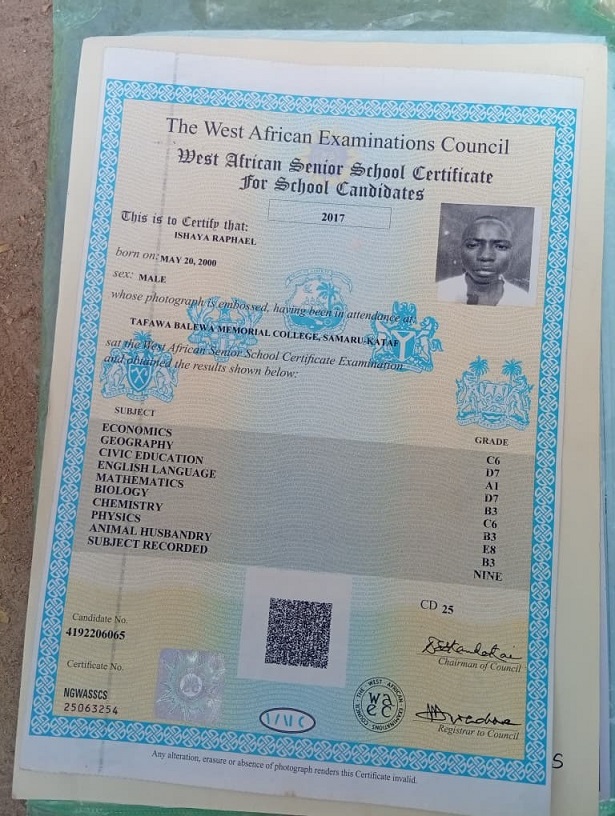 The West African Examinations Council
West African Senior School Certificate
For School Candidates
2017
This is to Certify that:
ISHAYA RAPHAEL
born on: MAY 20, 2000
sex: MALE
whose photograph is embossed, having been in attendance at:
TAFAWA BALEWA MEMORIAL COLLEGE, SAMARU-KATAF
sat the West African Senior School Certificate Examination
and obtained the results shown below:
SUBJECT GRADE
ECONOMICS C6
GEOGRAPHY D7
CIVIC EDUCATION A1
ENGLISH LANGUAGE D7
MATHEMATICS B3
BIOLOGY C6
CHEMISTRY B3
PHYSICS E8
ANIMAL HUSBANDRY B3
SUBJECT RECORDED NINE
CD 25
Candidate No.
4192206065
Chairman of Council
Certificate No.
NGWASSCS
25063254
THE WEST AFRICAN EXAMINATIONS COUNCIL
waec
Registrar to Council
Any alteration, erasure or absence of photograph renders this Certificate invalid.
S